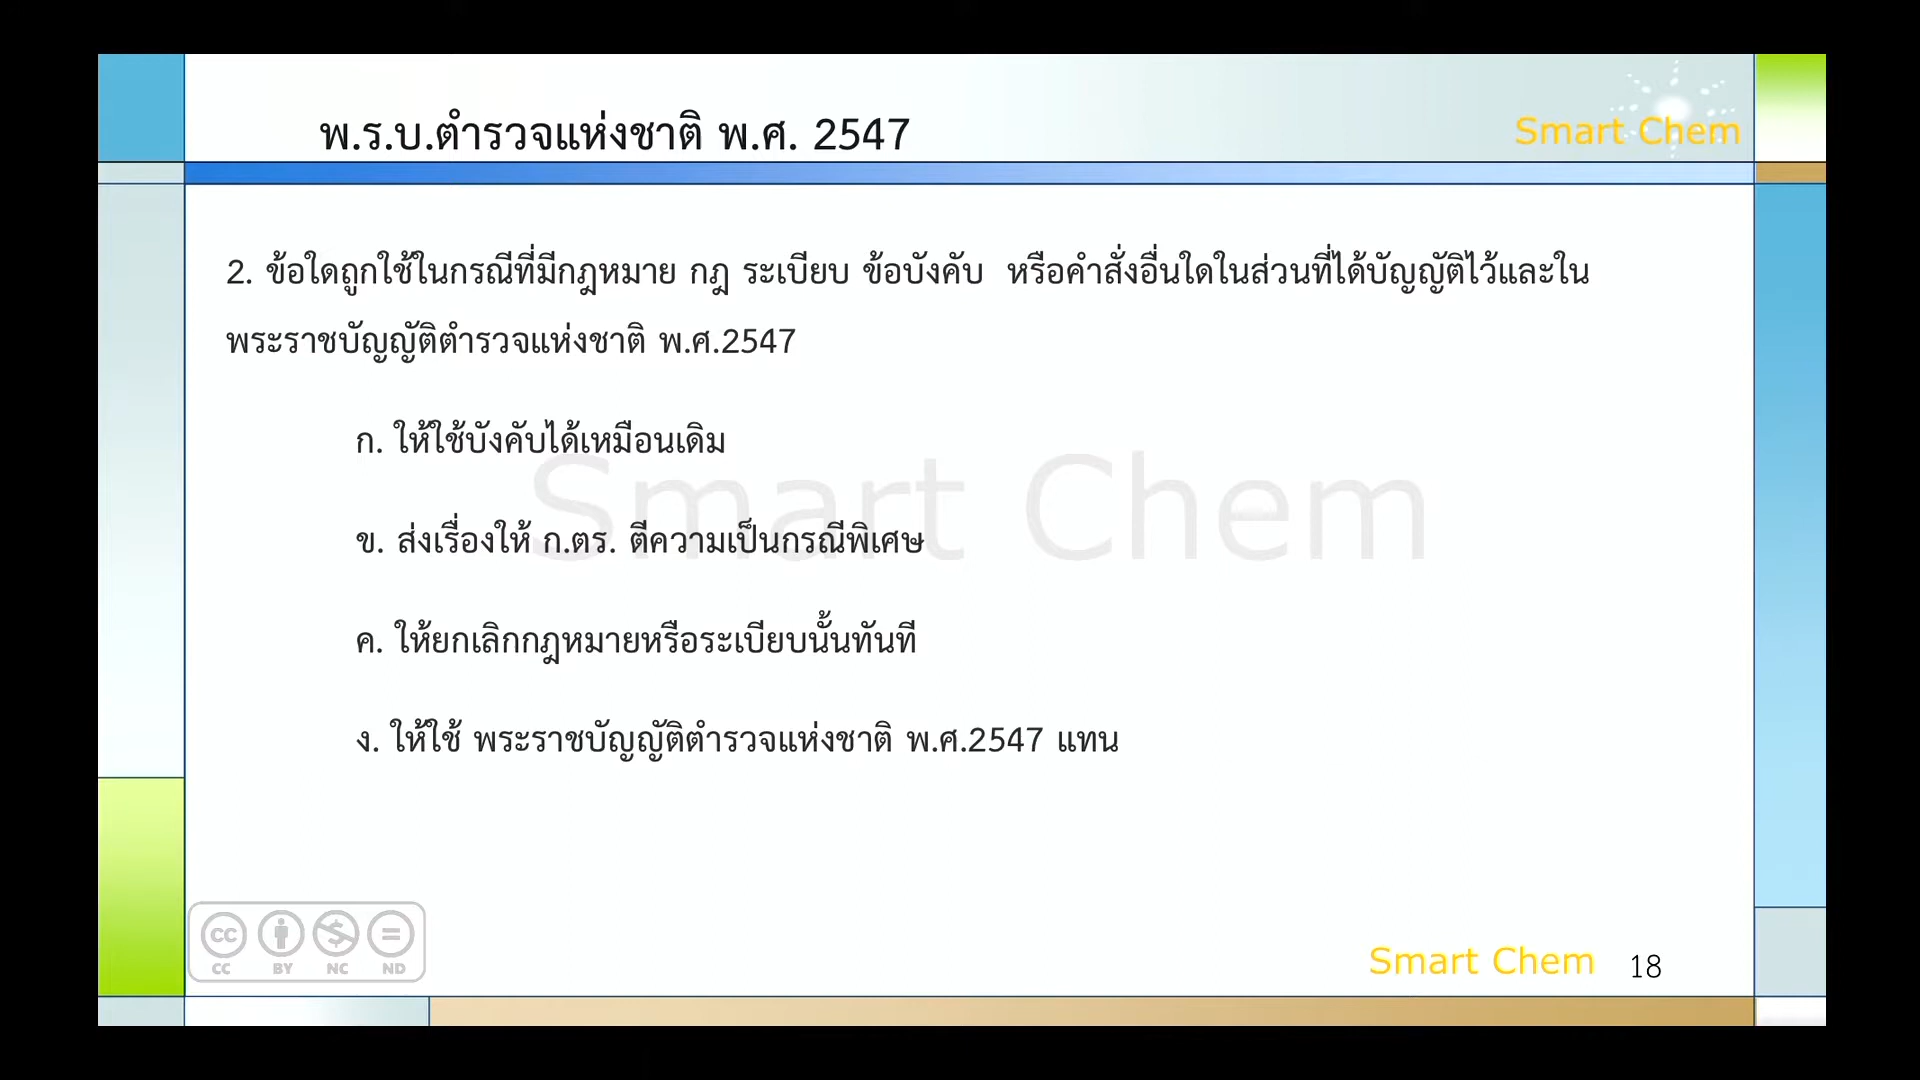 พ.ร.บ.ตำรวจแห่งชาติ พ.ศ. 2547
Smart Chem
2. ข้อใดถูกใช้ในกรณีที่มีกฎหมาย กฎ ระเบียบ ข้อบังคับ หรือคำสั่งอื่นใดในส่วนที่ได้บัญญัติไว้และใน
พระราชบัญญัติตำรวจแห่งชาติ พ.ศ.2547
ก. ให้ใช้บังคับได้เหมือนเดิม
Smart Chem
ข. ส่งเรื่องให้ ก.ตร. ตีความเป็นกรณีพิเศษ
ค. ให้ยกเลิกกฎหมายหรือระเบียบนั้นทันที
ง. ให้ใช้ พระราชบัญญัติตำรวจแห่งชาติ พ.ศ.2547 แทน
cc
CC BY NC ND
Smart Chem 18